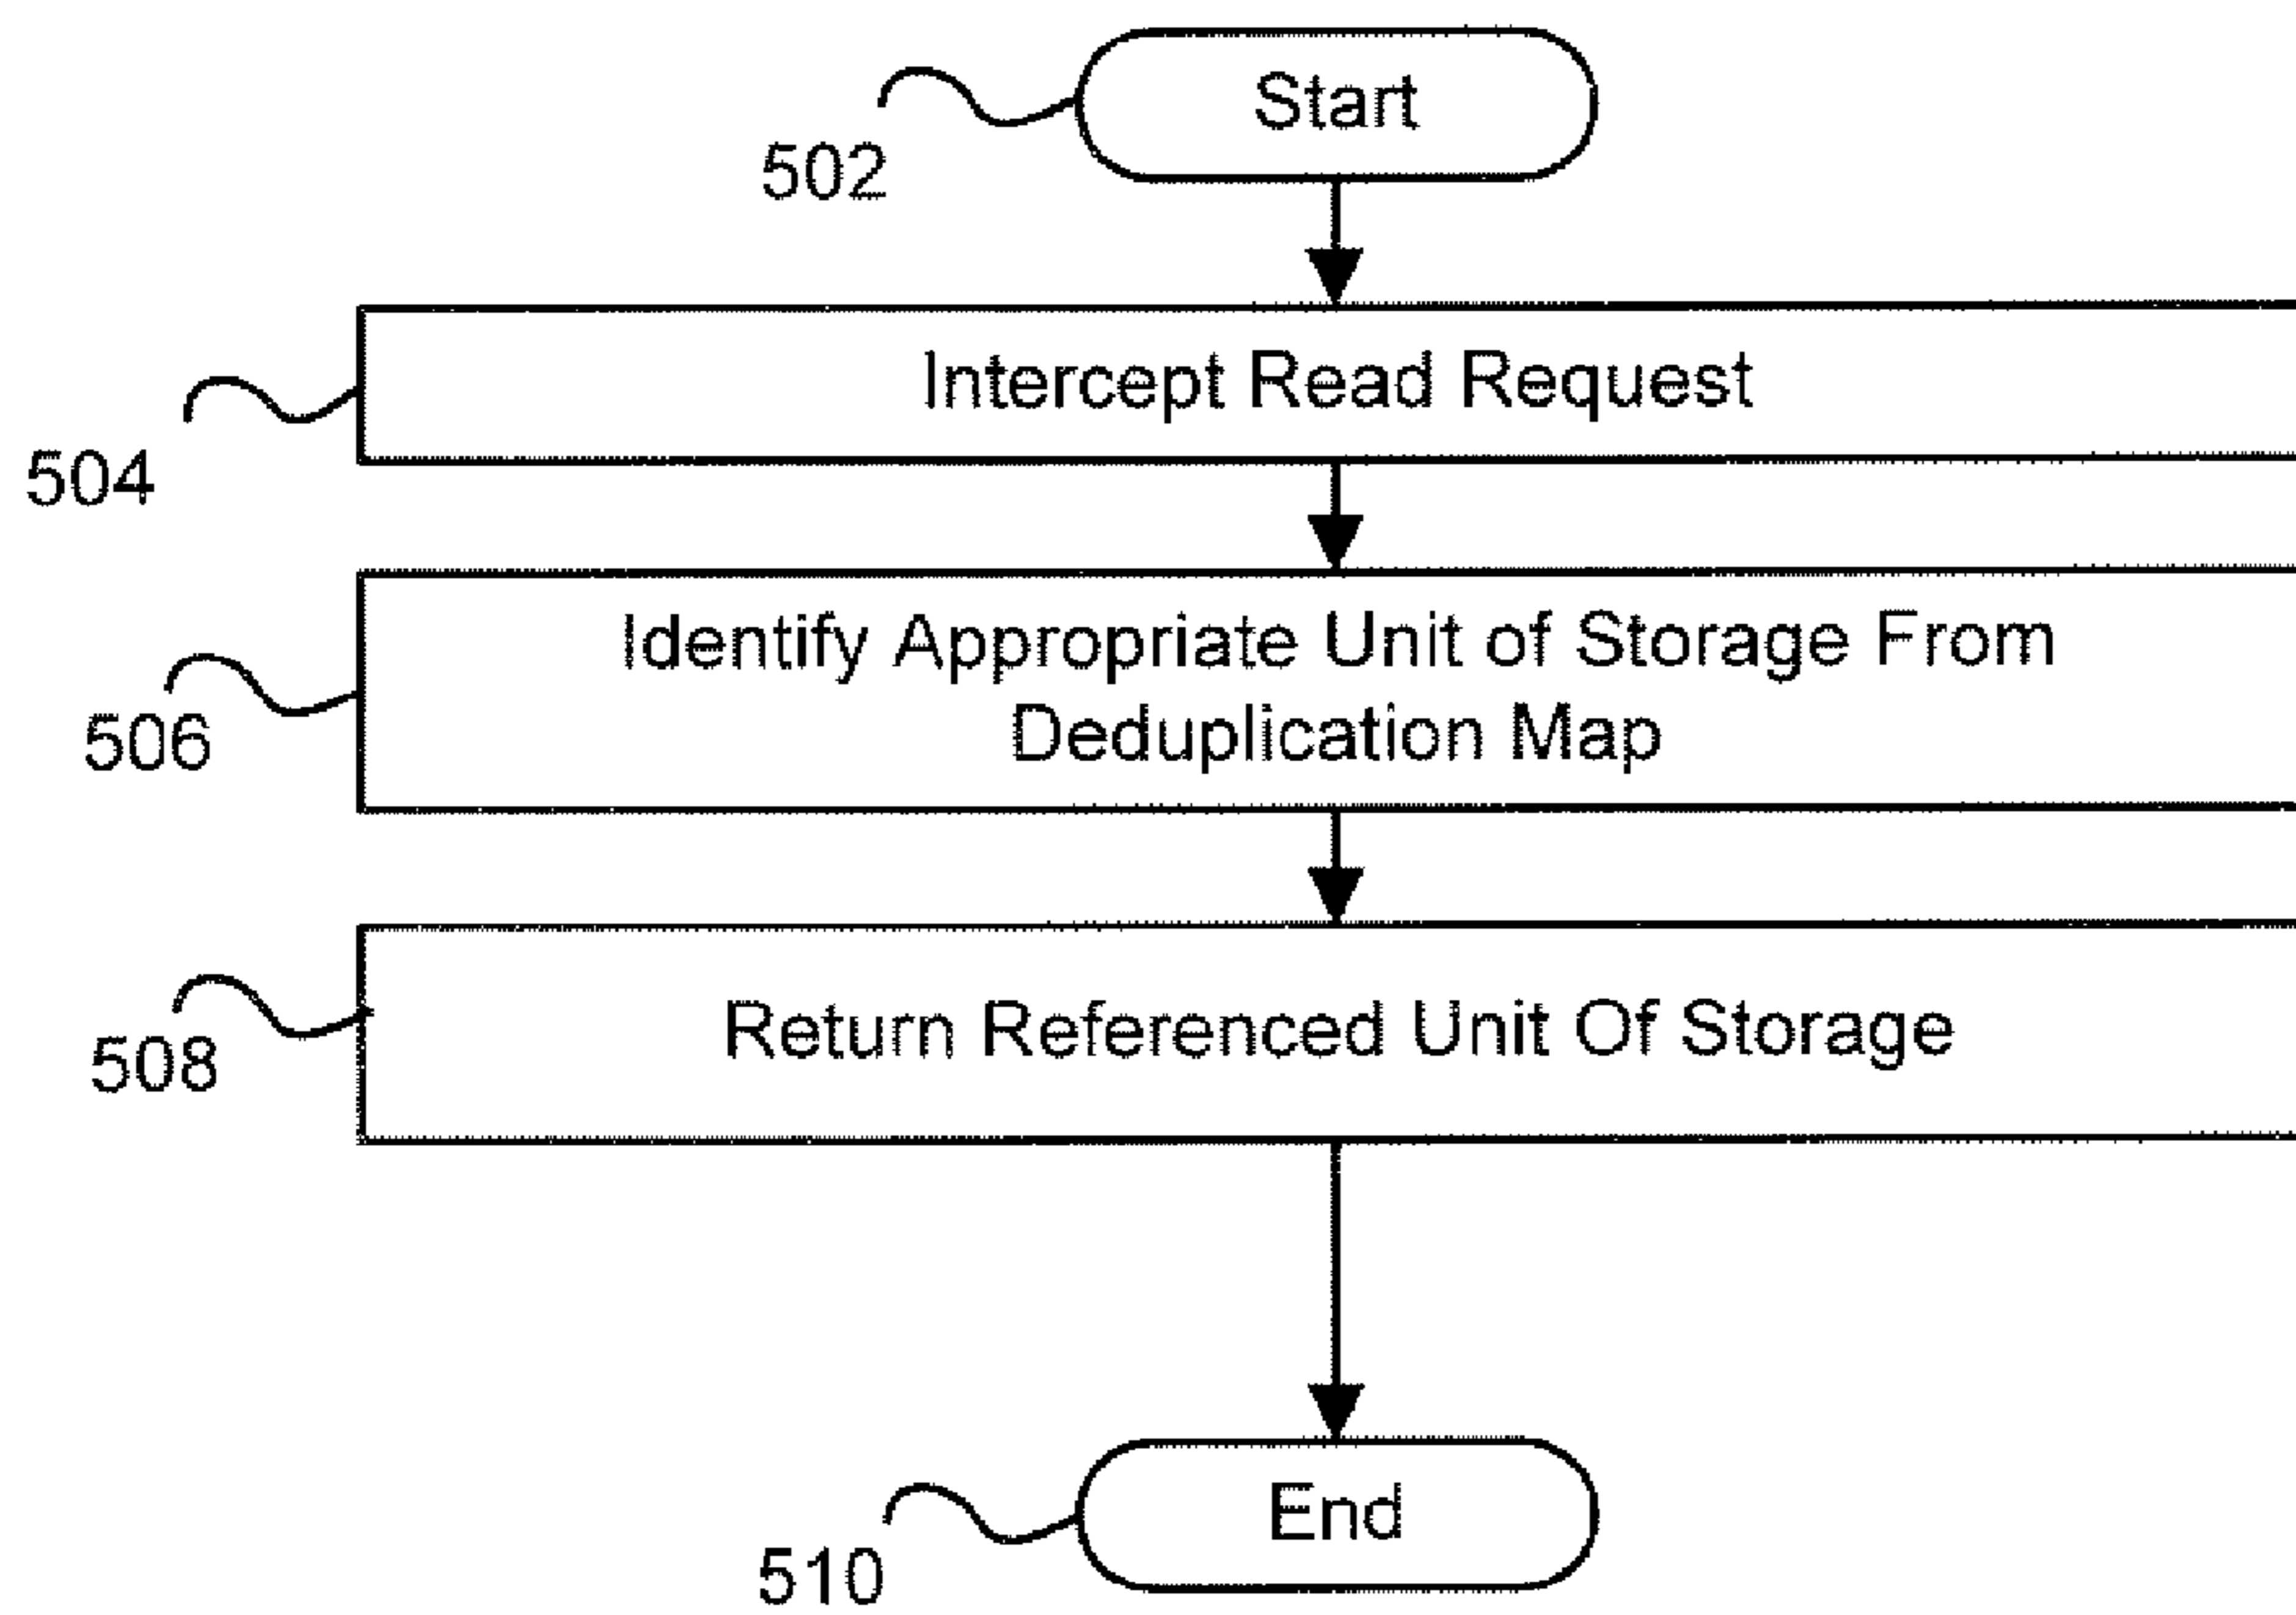 Start
502
Intercept Read Request
504
Identify Appropriate Unit of Storage From
Deduplication Map
506
Return Referenced Unit Of Storage
508
End
510